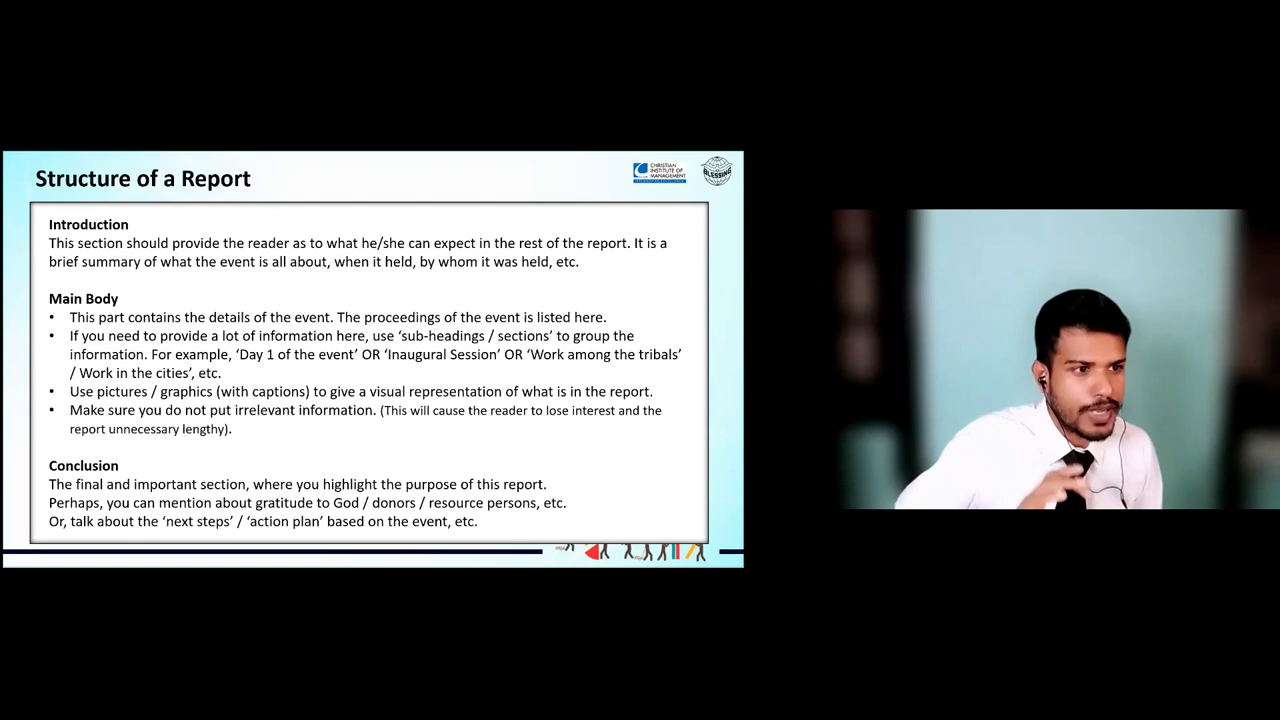 Structure of a Report
CHRISTIAN
INSTITUTE OF
MANAGEMENT
BLESSING
Introduction
This section should provide the reader as to what he/she can expect in the rest of the report. It is a
brief summary of what the event is all about, when it held, by whom it was held, etc.
Main Body
• This part contains the details of the event. The proceedings of the event is listed here.
• If you need to provide a lot of information here, use ‘sub-headings / sections’ to group the
information. For example, ‘Day 1 of the event’ OR ‘Inaugural Session’ OR ‘Work among the tribals’
/ Work in the cities’, etc.
• Use pictures / graphics (with captions) to give a visual representation of what is in the report.
• Make sure you do not put irrelevant information. (This will cause the reader to lose interest and the
report unnecessary lengthy).
Conclusion
The final and important section, where you highlight the purpose of this report.
Perhaps, you can mention about gratitude to God / donors / resource persons, etc.
Or, talk about the ‘next steps’ / ‘action plan’ based on the event, etc.